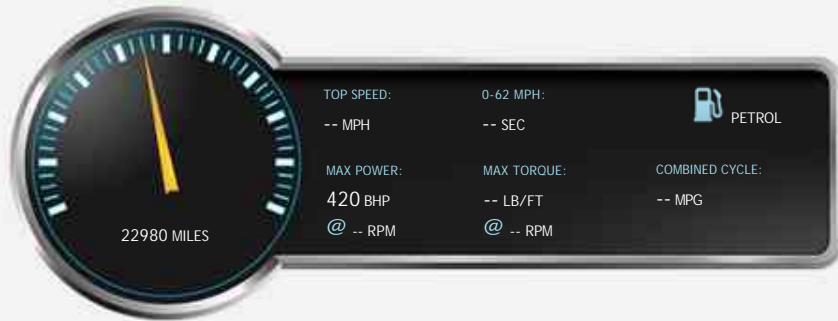 TOP SPEED:
-- MPH
0-62 MPH:
-- SEC
PETROL
MAX POWER:
420 BHP
@ -- RPM
MAX TORQUE:
-- LB/FT
@ -- RPM
COMBINED CYCLE:
-- MPG
22980 MILES